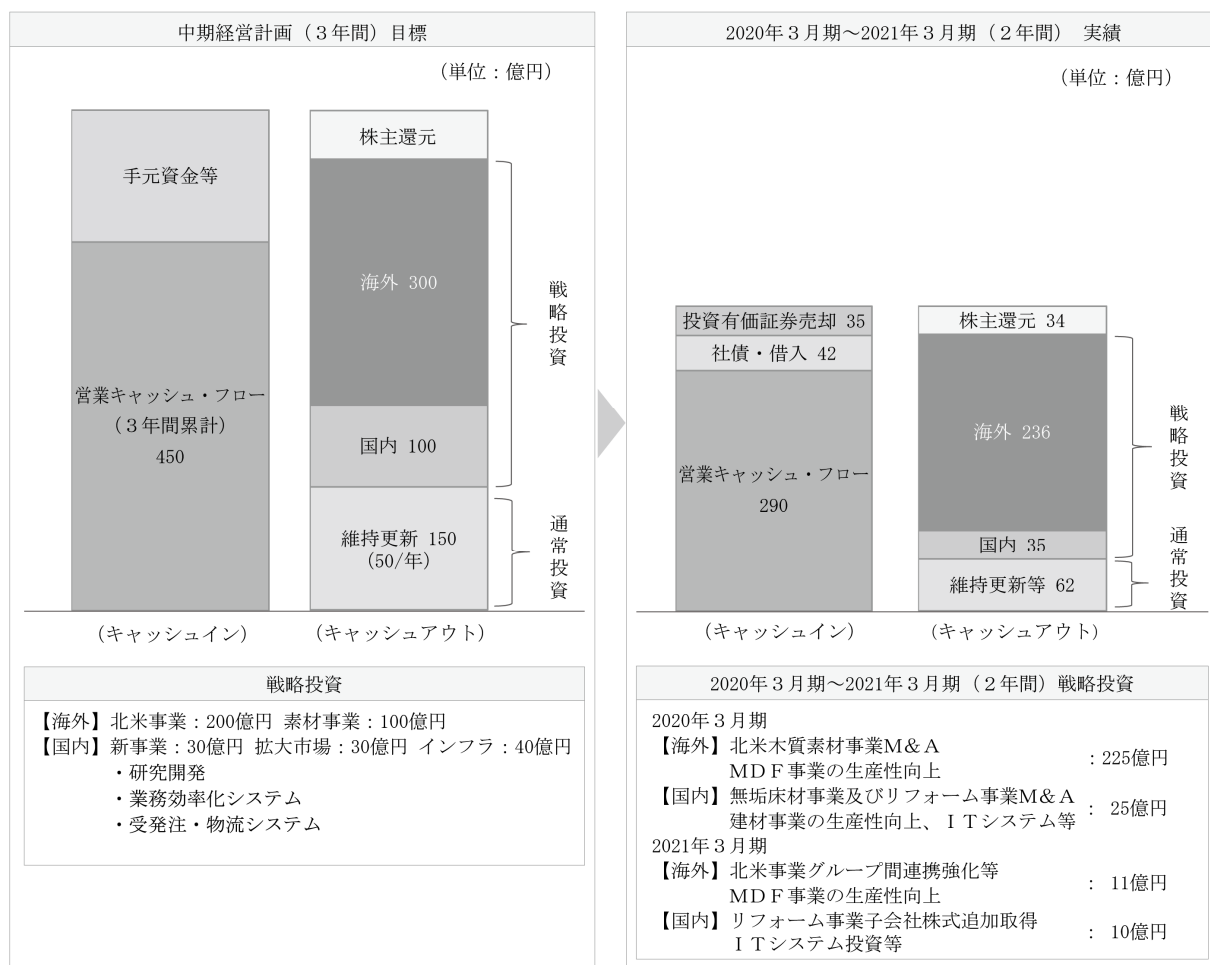 中期経営計画（３年間）目標
（単位：億円）
手元資金等
営業キャッシュ・フロー
（３年間累計）
450
株主還元
海外 300
国内 100
維持更新 150
（50/年）
戦略投資
通常投資
（キャッシュイン）
（キャッシュアウト）
戦略投資
【海外】北米事業：200億円 素材事業：100億円
【国内】新事業：30億円 拡大市場：30億円 インフラ：40億円
・研究開発
・業務効率化システム
・受発注・物流システム
2020年３月期～2021年３月期（２年間） 実績
（単位：億円）
投資有価証券売却 35
社債・借入 42
営業キャッシュ・フロー
290
株主還元 34
海外 236
国内 35
維持更新等 62
戦略投資
通常投資
（キャッシュイン）
（キャッシュアウト）
2020年３月期～2021年３月期（２年間）戦略投資
2020年３月期
【海外】北米木質素材事業Ｍ＆Ａ
ＭＤＦ事業の生産性向上
：225億円
【国内】無垢床材事業及びリフォーム事業Ｍ＆Ａ
建材事業の生産性向上、ＩＴシステム等
： 25億円
2021年３月期
【海外】北米事業グループ間連携強化等
ＭＤＦ事業の生産性向上
： 11億円
【国内】リフォーム事業子会社株式追加取得
ＩＴシステム投資等
： 10億円